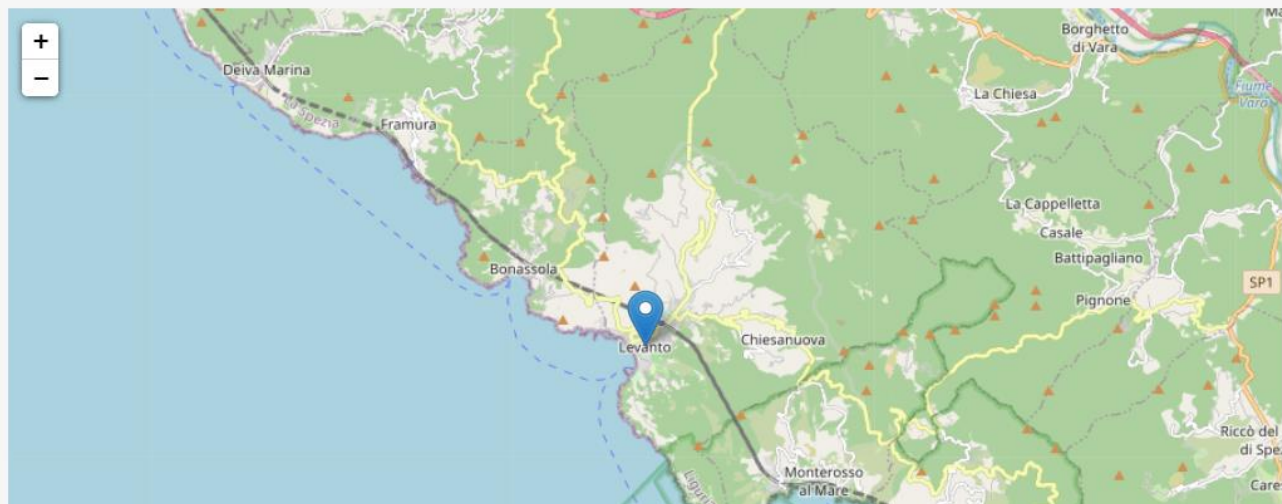 +
−
Deiva Marina
La Spezia
Framura
Bonassola
Levanto
Chiesanuova
Monterosso
al Mare
Borghetto
di Vara
La Chiesa
Fiume
Vara
La Cappelletta
Casale
Battipagliano
Pignone
SP1
Riccò del
di Spez